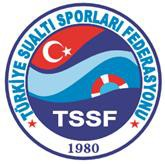 TÜRKİYE SUALTI SPORLARI FEDERASYONU
TSSF
1980